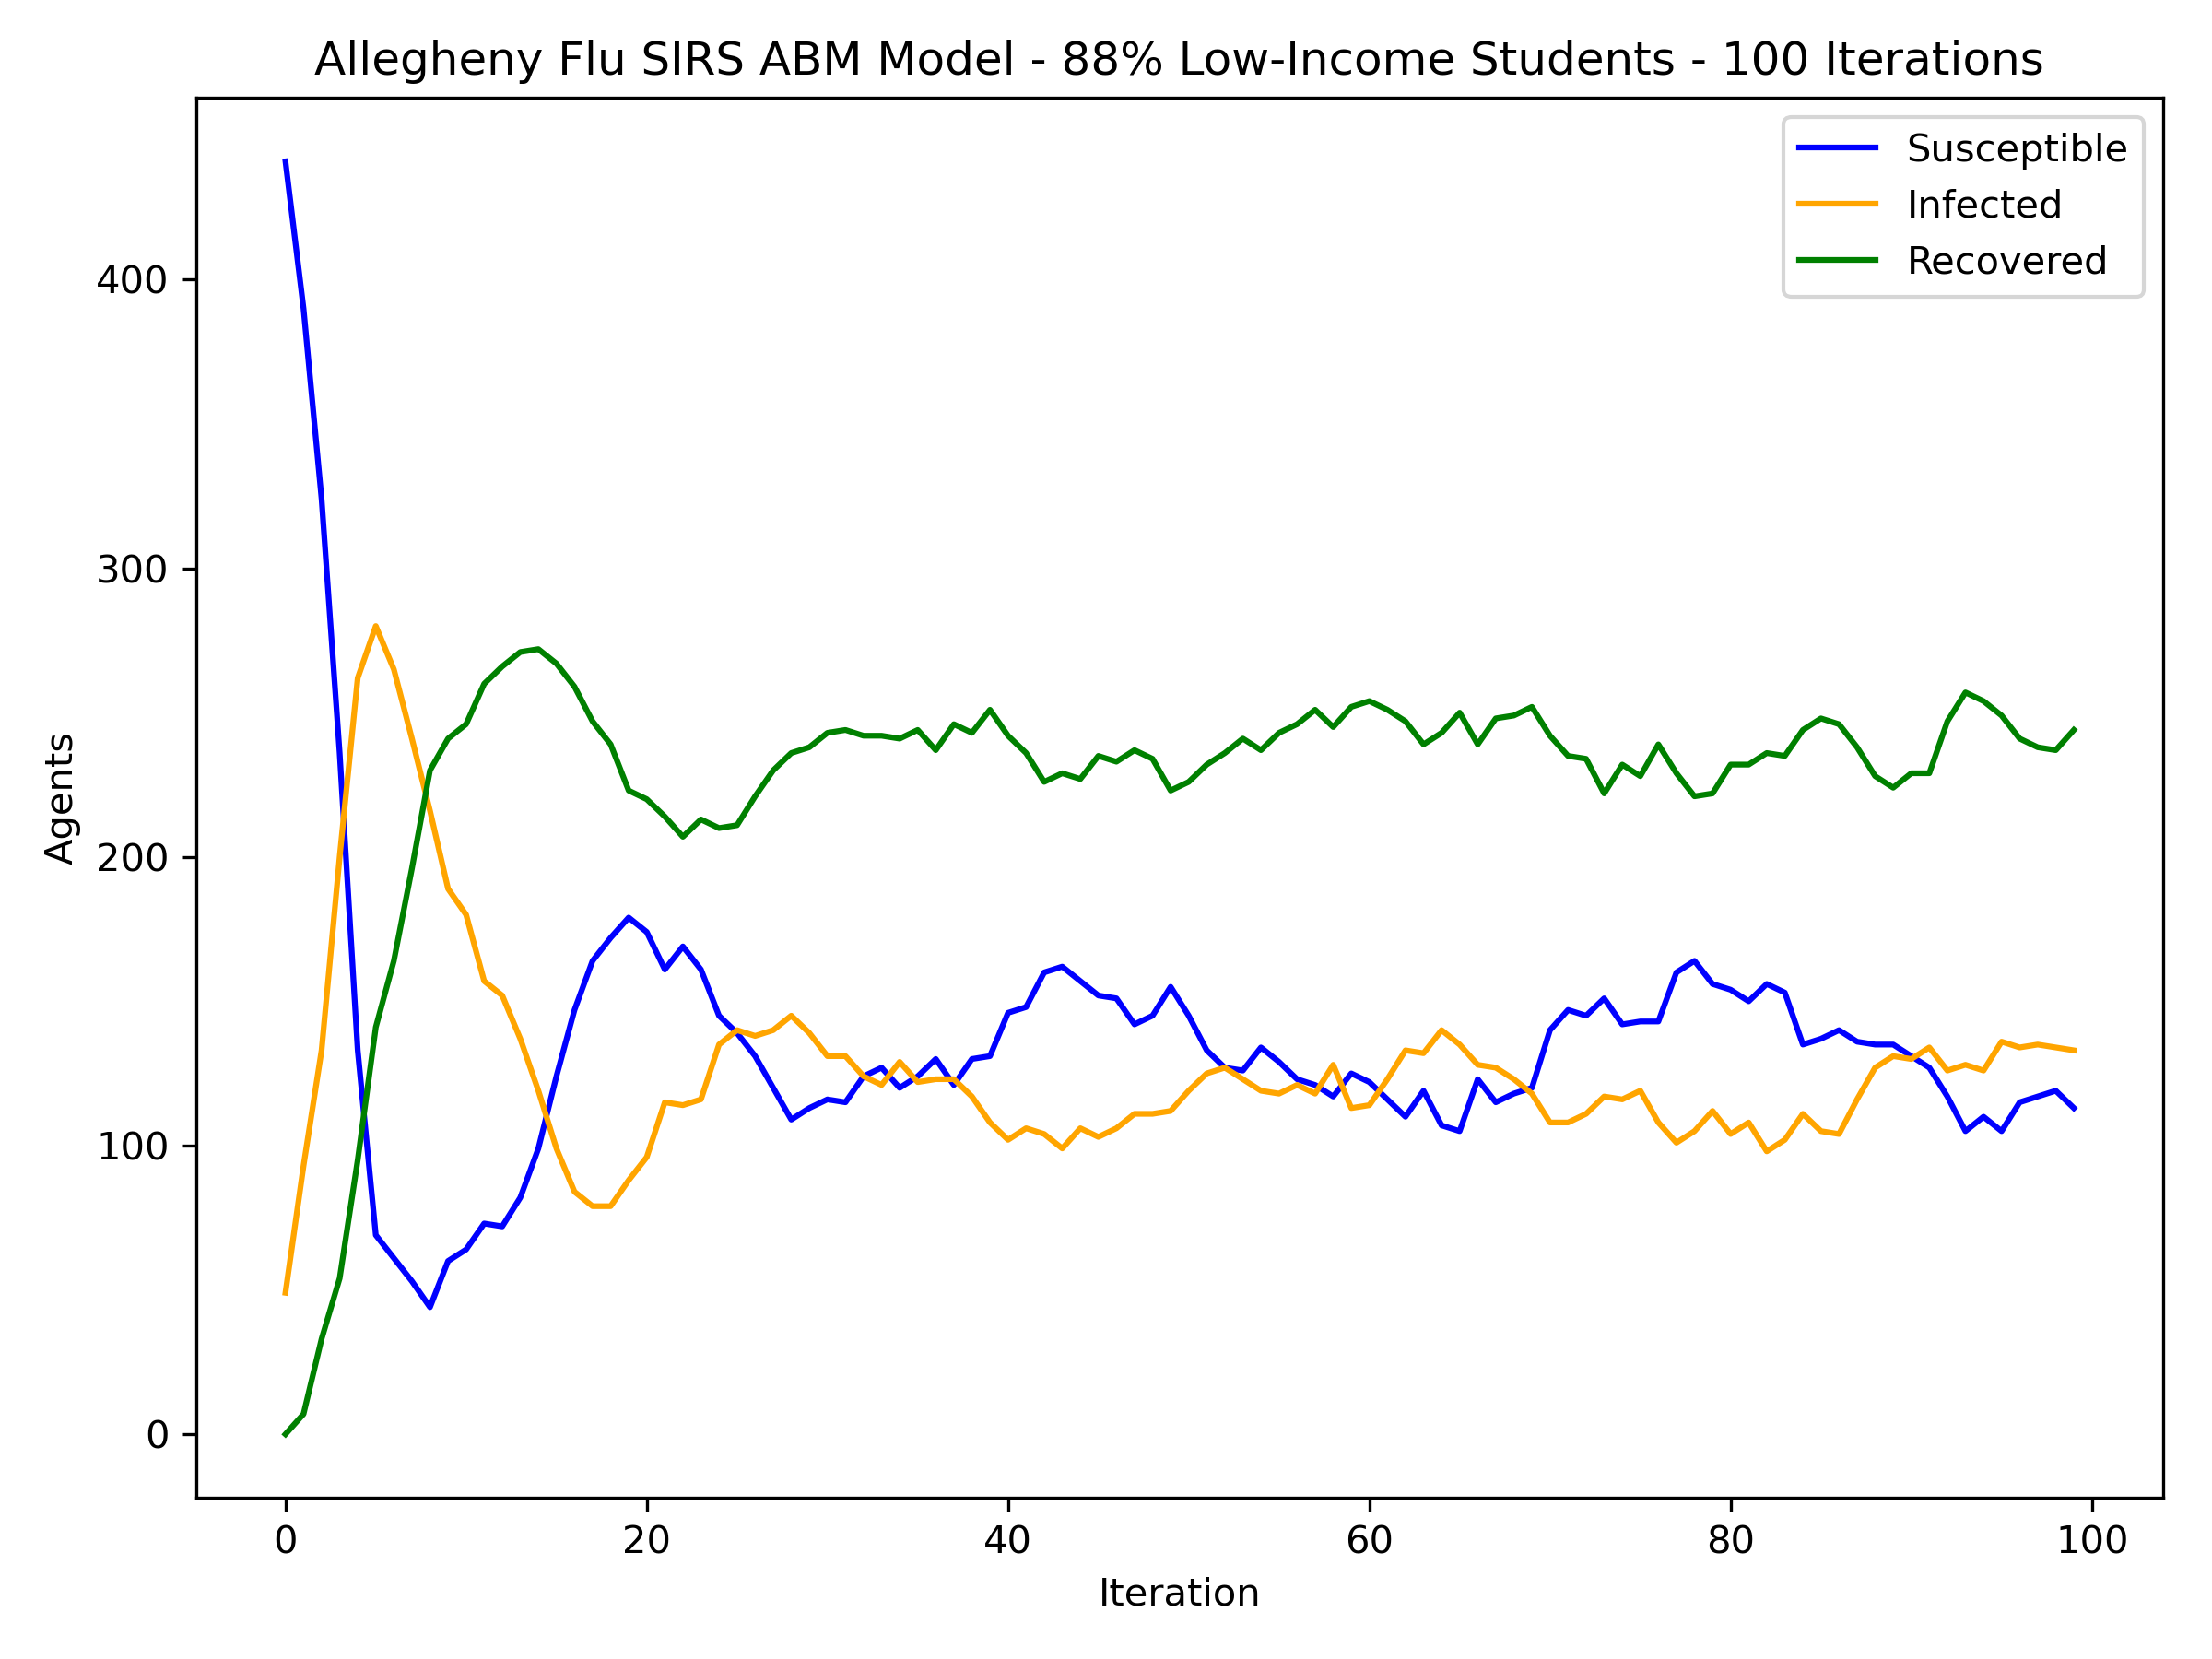 Allegheny Flu SIRS ABM Model - 88% Low-Income Students - 100 Iterations
Susceptible
Infected
Recovered
Agents
400
300
200
100
0
0 20 40 60 80 100
Iteration